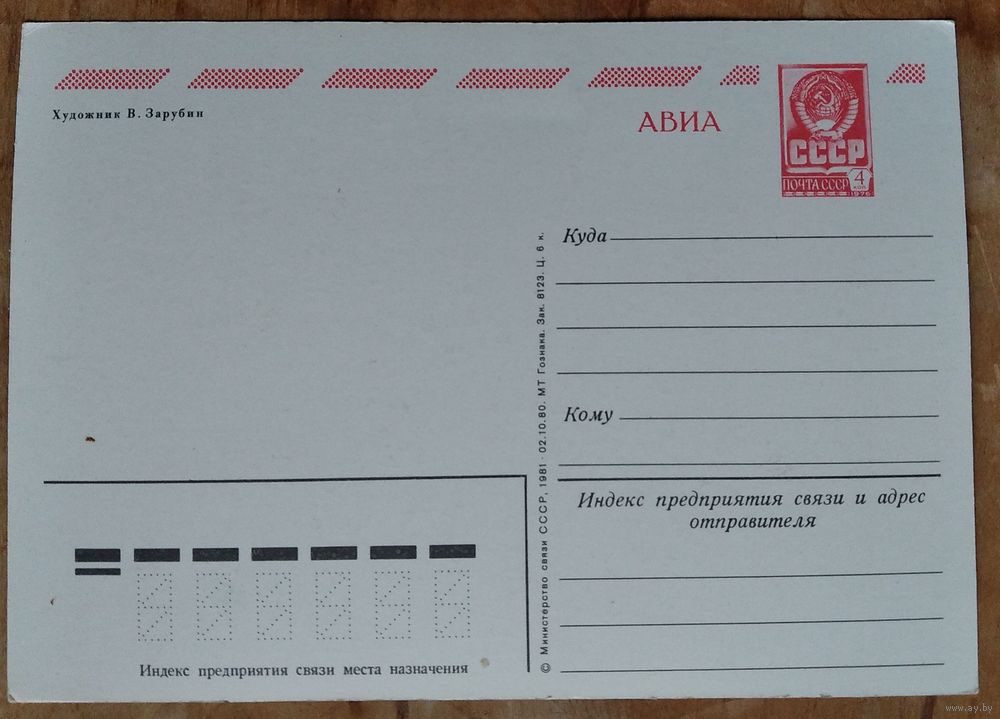 Художник В. Зарубин
АВИА
СССР
ПОЧТА СССР
4
КОП
1976
Куда
Кому
Индекс предприятия связи и адрес
отправителя
© Министерство связи СССР, 1981 · 02.10.80. МТ Гознака. Зак. 8123. Ц. 6 к.
Индекс предприятия связи места назначения
www.ay.by